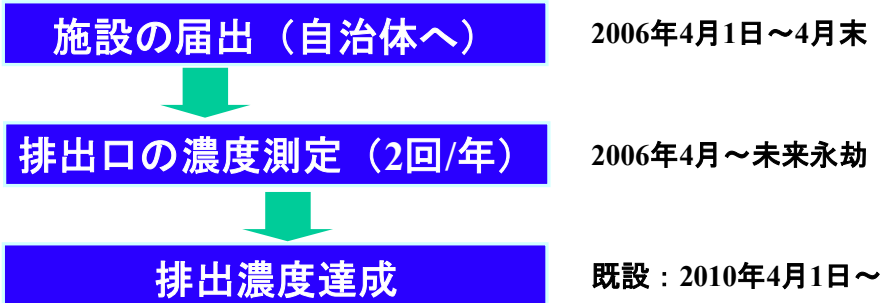 施設の届出（自治体へ）
2006年4月1日～4月末
排出口の濃度測定（2回/年）
2006年4月～未来永劫
排出濃度達成
既設：2010年4月1日～